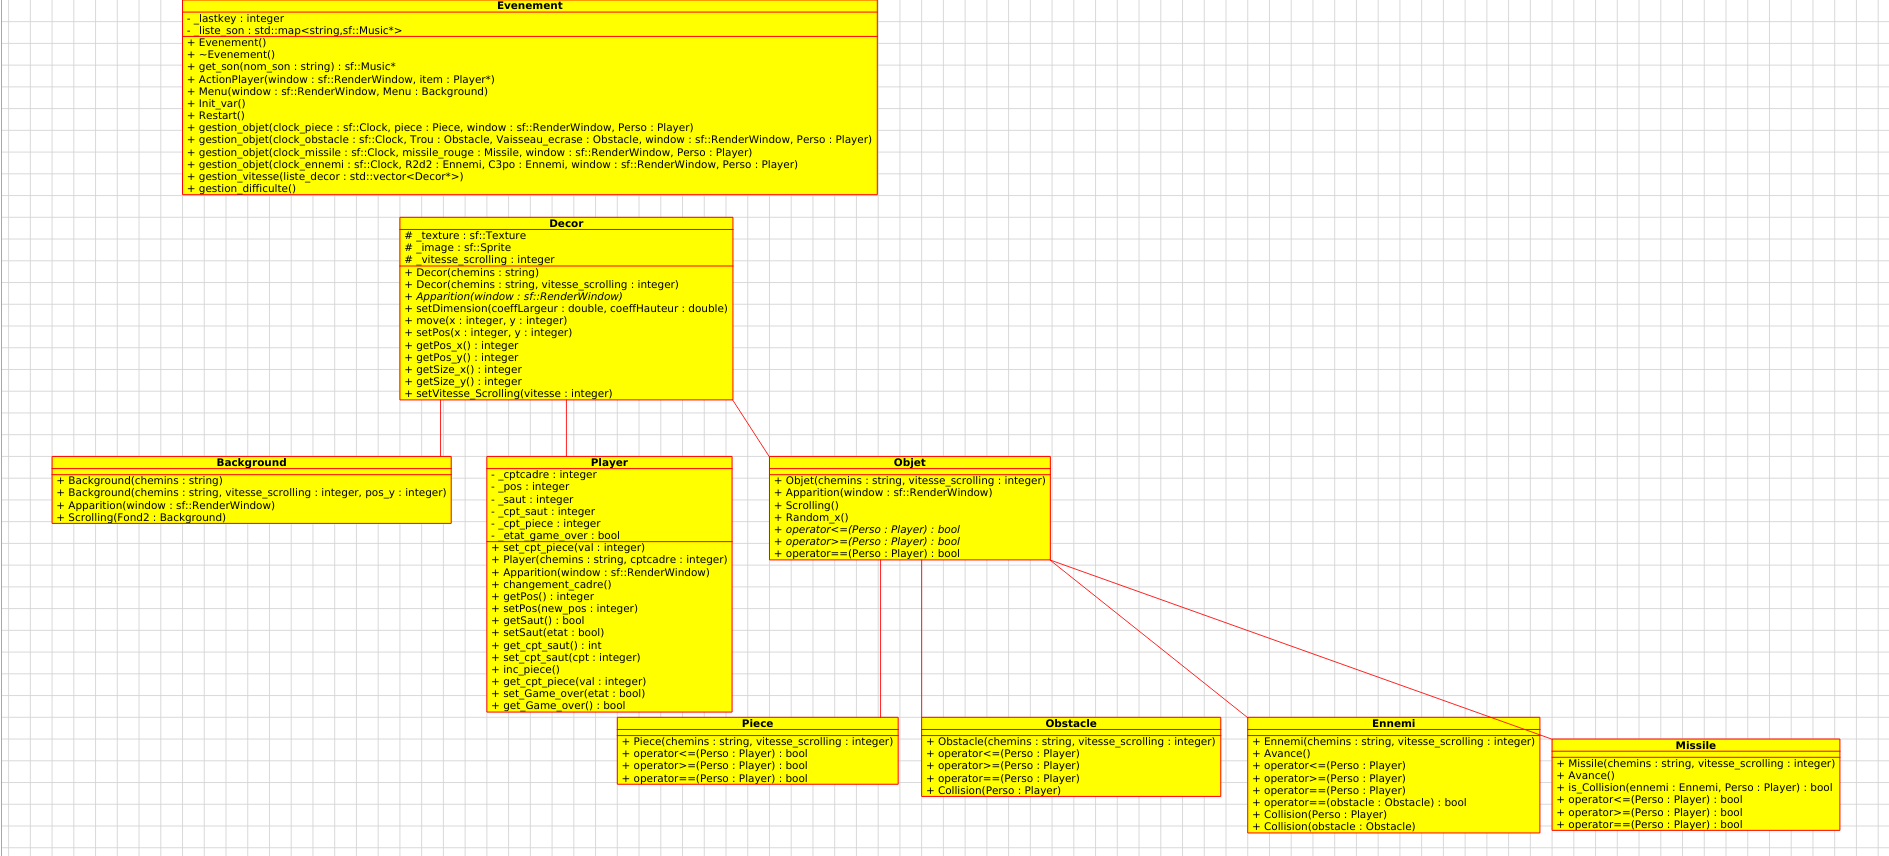 Evenement
- _lastkey : integer
- _liste_son : std::map<string,sf::Music*>
+ Evenement()
+ ~Evenement()
+ get_son(nom_son : string) : sf::Music*
+ ActionPlayer(window : sf::RenderWindow, item : Player*)
+ Menu(window : sf::RenderWindow, Menu : Background)
+ Init_var()
+ Restart()
+ gestion_objet(clock_piece : sf::Clock, piece : Piece, window : sf::RenderWindow, Perso : Player)
+ gestion_objet(clock_obstacle : sf::Clock, Trou : Obstacle, Vaisseau_ecrase : Obstacle, window : sf::RenderWindow, Perso : Player)
+ gestion_objet(clock_missile : sf::Clock, missile_rouge : Missile, window : sf::RenderWindow, Perso : Player)
+ gestion_objet(clock_ennemi : sf::Clock, R2d2 : Ennemi, C3po : Ennemi, window : sf::RenderWindow, Perso : Player)
+ gestion_vitesse(liste_decor : std::vector<Decor*>)
+ gestion_difficulte()
Decor
# _texture : sf::Texture
# _image : sf::Sprite
# _vitesse_scrolling : integer
+ Decor(chemins : string)
+ Decor(chemins : string, vitesse_scrolling : integer)
+ Apparition(window : sf::RenderWindow)
+ setDimension(coeffLargeur : double, coeffHauteur : double)
+ move(x : integer, y : integer)
+ setPos(x : integer, y : integer)
+ getPos_x() : integer
+ getPos_y() : integer
+ getSize_x() : integer
+ getSize_y() : integer
+ setVitesse_Scrolling(vitesse : integer)
Background
+ Background(chemins : string)
+ Background(chemins : string, vitesse_scrolling : integer, pos_y : integer)
+ Apparition(window : sf::RenderWindow)
+ Scrolling(Fond2 : Background)
Player
- _cptcadre : integer
- _pos : integer
- _saut : integer
- _cpt_saut : integer
- _cpt_piece : integer
- _etat_game_over : bool
+ set_cpt_piece(val : integer)
+ Player(chemins : string, cptcadre : integer)
+ Apparition(window : sf::RenderWindow)
+ changement_cadre()
+ getPos() : integer
+ setPos(new_pos : integer)
+ getSaut() : bool
+ setSaut(etat : bool)
+ get_cpt_saut() : int
+ set_cpt_saut(cpt : integer)
+ inc_piece()
+ get_cpt_piece(val : integer)
+ set_Game_over(etat : bool)
+ get_Game_over() : bool
Objet
+ Objet(chemins : string, vitesse_scrolling : integer)
+ Apparition(window : sf::RenderWindow)
+ Scrolling()
+ Random_x()
+ operator<=(Perso : Player) : bool
+ operator>=(Perso : Player) : bool
+ operator==(Perso : Player) : bool
Piece
+ Piece(chemins : string, vitesse_scrolling : integer)
+ operator<=(Perso : Player) : bool
+ operator>=(Perso : Player) : bool
+ operator==(Perso : Player) : bool
Obstacle
+ Obstacle(chemins : string, vitesse_scrolling : integer)
+ operator<=(Perso : Player)
+ operator>=(Perso : Player)
+ operator==(Perso : Player)
+ Collision(Perso : Player)
Ennemi
+ Ennemi(chemins : string, vitesse_scrolling : integer)
+ Avance()
+ operator<=(Perso : Player)
+ operator>=(Perso : Player)
+ operator==(Perso : Player)
+ operator==(obstacle : Obstacle) : bool
+ Collision(Perso : Player)
+ Collision(obstacle : Obstacle)
Missile
+ Missile(chemins : string, vitesse_scrolling : integer)
+ Avance()
+ is_Collision(ennemi : Ennemi, Perso : Player) : bool
+ operator<=(Perso : Player) : bool
+ operator>=(Perso : Player) : bool
+ operator==(Perso : Player) : bool